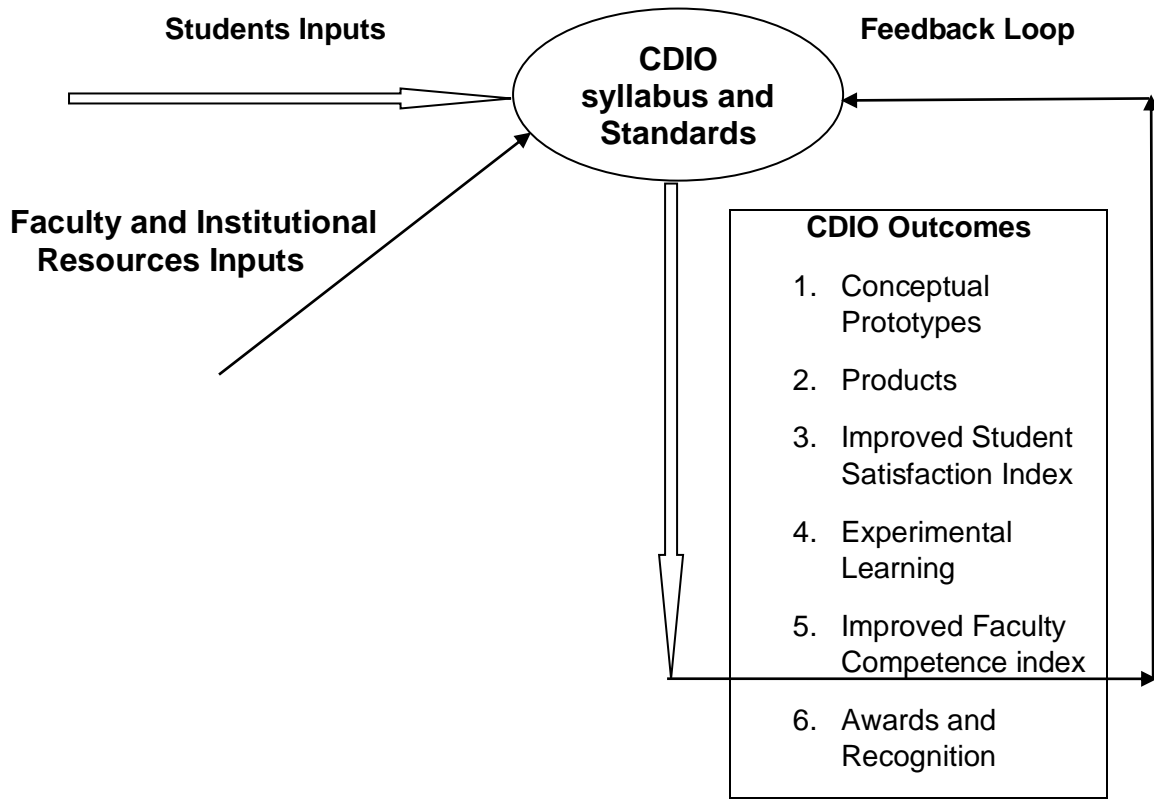 Students Inputs
Feedback Loop
CDIO
syllabus and
Standards
Faculty and Institutional
Resources Inputs
CDIO Outcomes
1. Conceptual
Prototypes
2. Products
3. Improved Student
Satisfaction Index
4. Experimental
Learning
5. Improved Faculty
Competence index
6. Awards and
Recognition